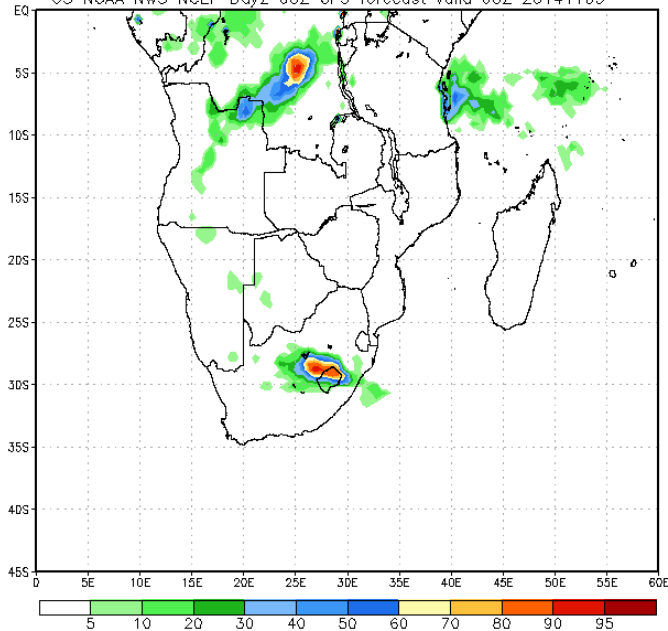 NOAA NWS NCEP Day2 GFS forecast valid
EQ
5S
10S
15S
20S
25S
30S
35S
40S
45S
0 5E 10E 15E 20E 25E 30E 35E 40E 45E 50E 55E 60E
5 10 20 30 40 50 60 70 80 90 95